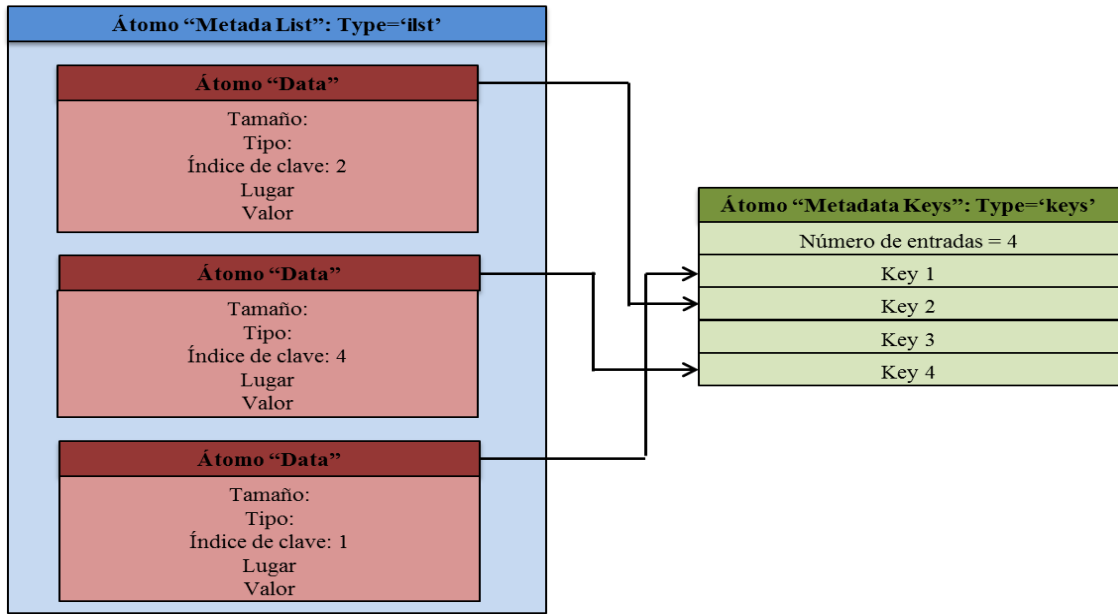 Átomo “Metada List”: Type=‘ilst’
Átomo “Data”
Tamaño:
Tipo:
Índice de clave: 2
Lugar
Valor
Átomo “Data”
Tamaño:
Tipo:
Índice de clave: 4
Lugar
Valor
Átomo “Data”
Tamaño:
Tipo:
Índice de clave: 1
Lugar
Valor
Átomo “Metadata Keys”: Type=‘keys’
Número de entradas = 4
Key 1
Key 2
Key 3
Key 4